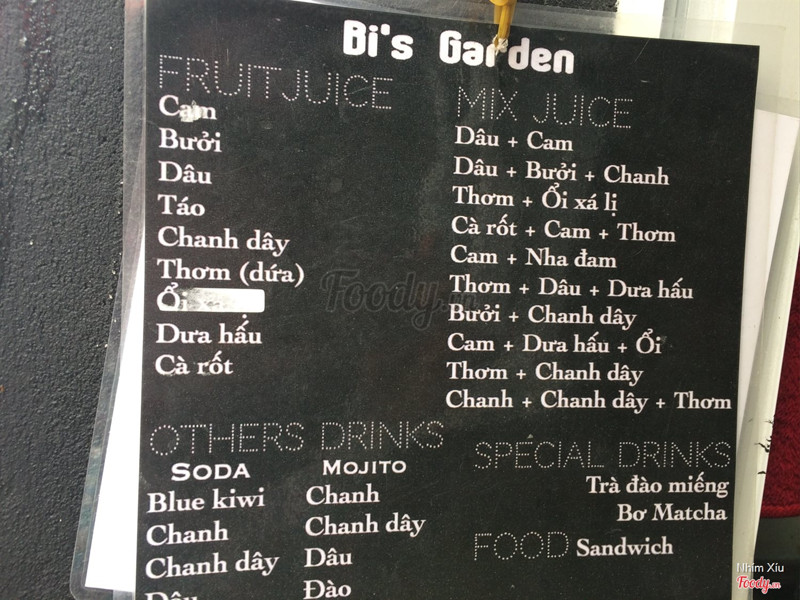 Bi's Garden
FRUITJUICE
Cam
Bưởi
Dâu
Táo
Chanh dây
Thơm (dứa)
Ổi
Dưa hấu
Cà rốt
MIX JUICE
Dâu + Cam
Dâu + Bưởi + Chanh
Thơm + Ổi xá lị
Cà rốt + Cam + Thơm
Cam + Nha đam
Thơm + Dâu + Dưa hấu
Bưởi + Chanh dây
Cam + Dưa hấu + Ổi
Thơm + Chanh dây
Chanh + Chanh dây + Thơm
OTHERS DRINKS
SODA
Blue kiwi
Chanh
Chanh dây
Dâu
MOJITO
Chanh
Chanh dây
Dâu
Đào
SPECIAL DRINKS
Trà đào miếng
Bơ Matcha
FOOD Sandwich
Foody.vn
Nhím Xíu
Foody.vn